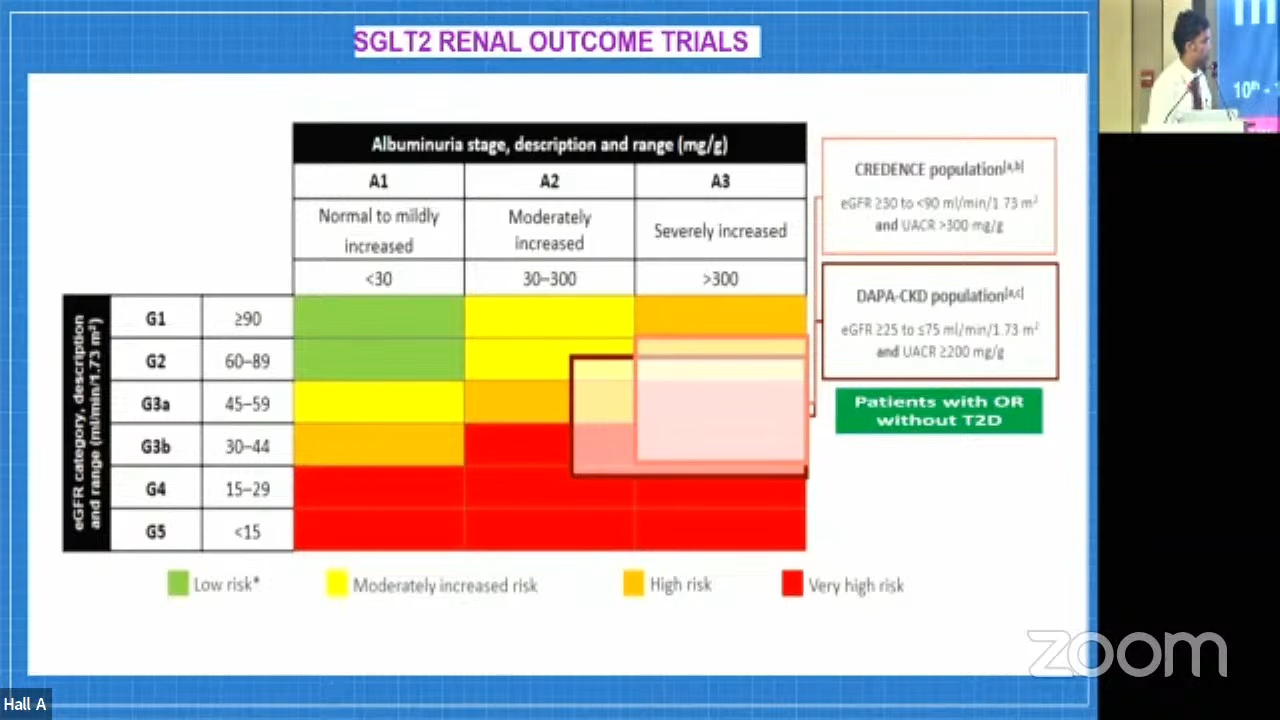 SGLT2 RENAL OUTCOME TRIALS
Albuminuria stage, description and range (mg/g)
A1
A2
A3
Normal to mildly
increased
Moderately
increased
Severely increased
<30
30–300
>300
eGFR category, description
and range (ml/min/1.73 m²)
G1
≥90
G2
60–89
G3a
45–59
G3b
30–44
G4
15–29
G5
<15
Low risk*
Moderately increased risk
High risk
Very high risk
CREDENCE population[a,b]
eGFR ≥30 to <90 ml/min/1 73 m²
and UACR >300 mg/g
DAPA-CKD population[a,c]
eGFR ≥25 to ≤75 ml/min/1.73 m²
and UACR ≥200 mg/g
Patients with OR
without T2D
10th -
zoom
Hall A